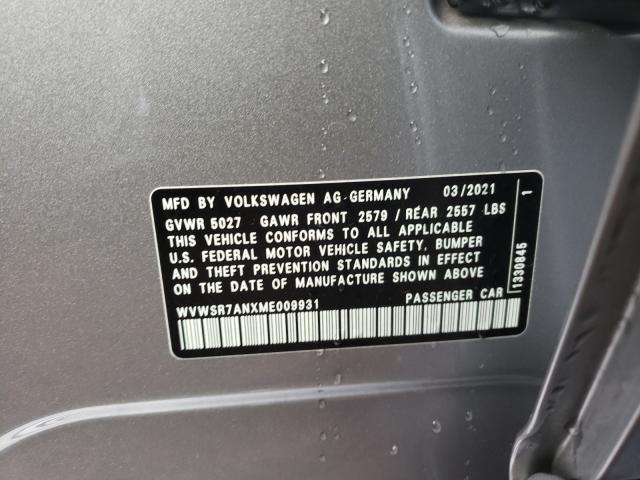 MFD BY VOLKSWAGEN AG-GERMANY 03/2021
GVWR 5027 GAWR FRONT 2579 / REAR 2557 LBS
THIS VEHICLE CONFORMS TO ALL APPLICABLE
U.S. FEDERAL MOTOR VEHICLE SAFETY, BUMPER
AND THEFT PREVENTION STANDARDS IN EFFECT
ON THE DATE OF MANUFACTURE SHOWN ABOVE
WVWSR7ANXME009931 PASSENGER CAR
1330845 1